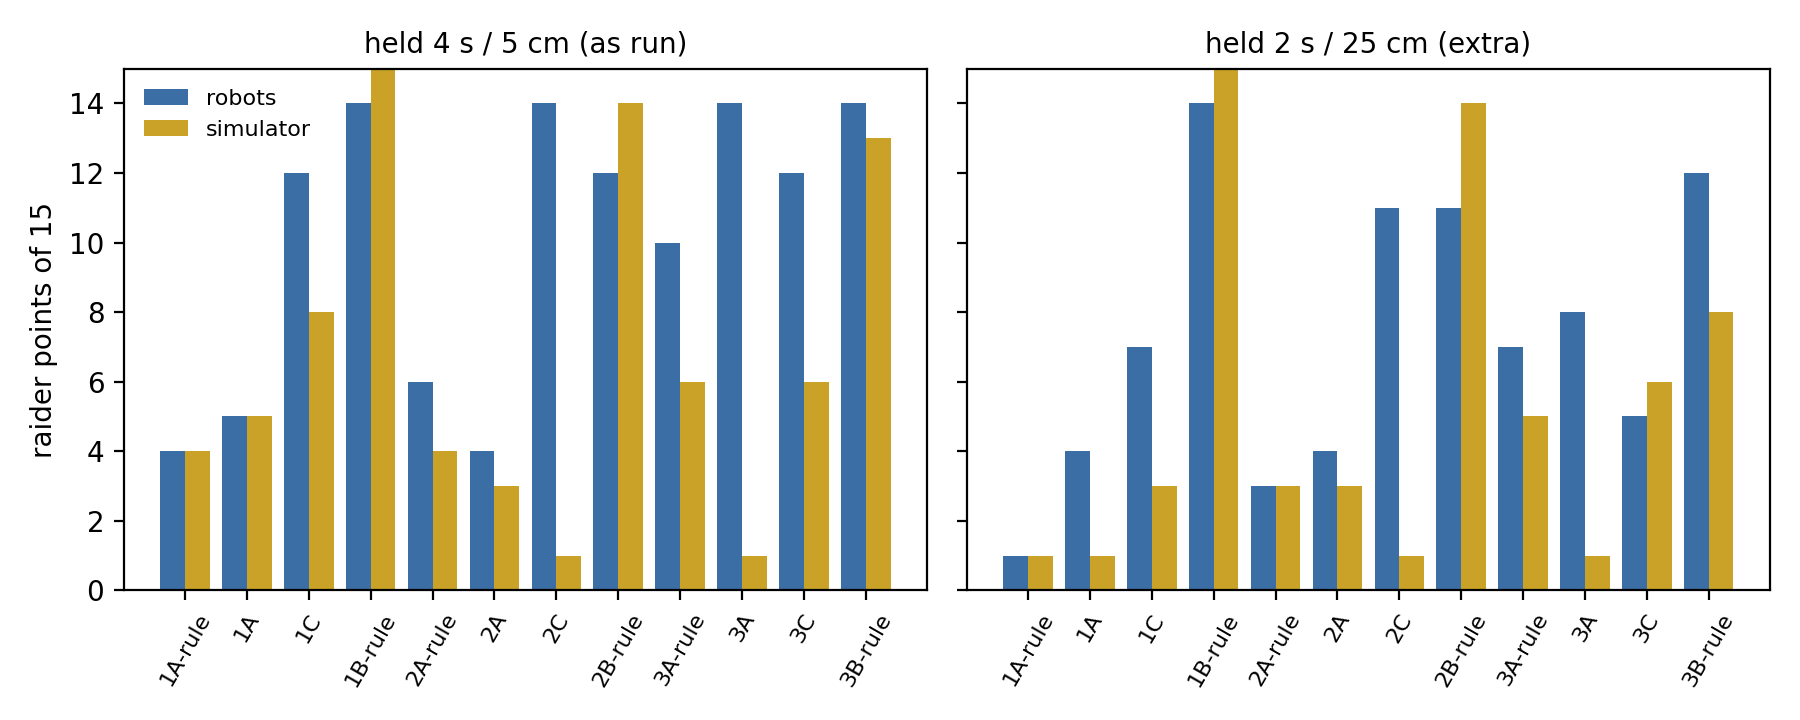 held 4 s / 5 cm (as run)
held 2 s / 25 cm (extra)
robots
simulator
raider points of 15
14
12
10
8
6
4
2
0
1A-rule
1A
1C
1B-rule
2A-rule
2A
2C
2B-rule
3A-rule
3A
3C
3B-rule
1A-rule
1A
1C
1B-rule
2A-rule
2A
2C
2B-rule
3A-rule
3A
3C
3B-rule